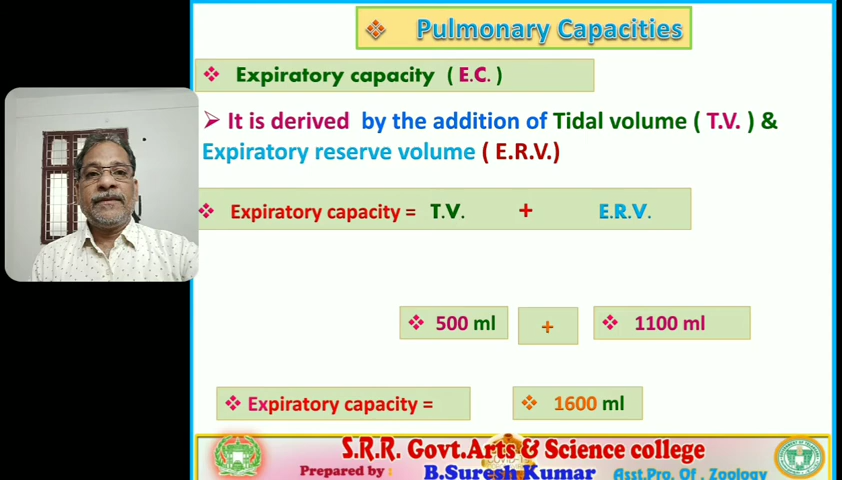 Pulmonary Capacities
Expiratory capacity ( E.C. )
It is derived by the addition of Tidal volume ( T.V. ) &
Expiratory reserve volume ( E.R.V.)
Expiratory capacity = T.V. + E.R.V.
500 ml + 1100 ml
Expiratory capacity = 1600 ml
S.R.R. Govt.Arts & Science college
Prepared by : B.Suresh Kumar Asst.Pro. Of . Zoology